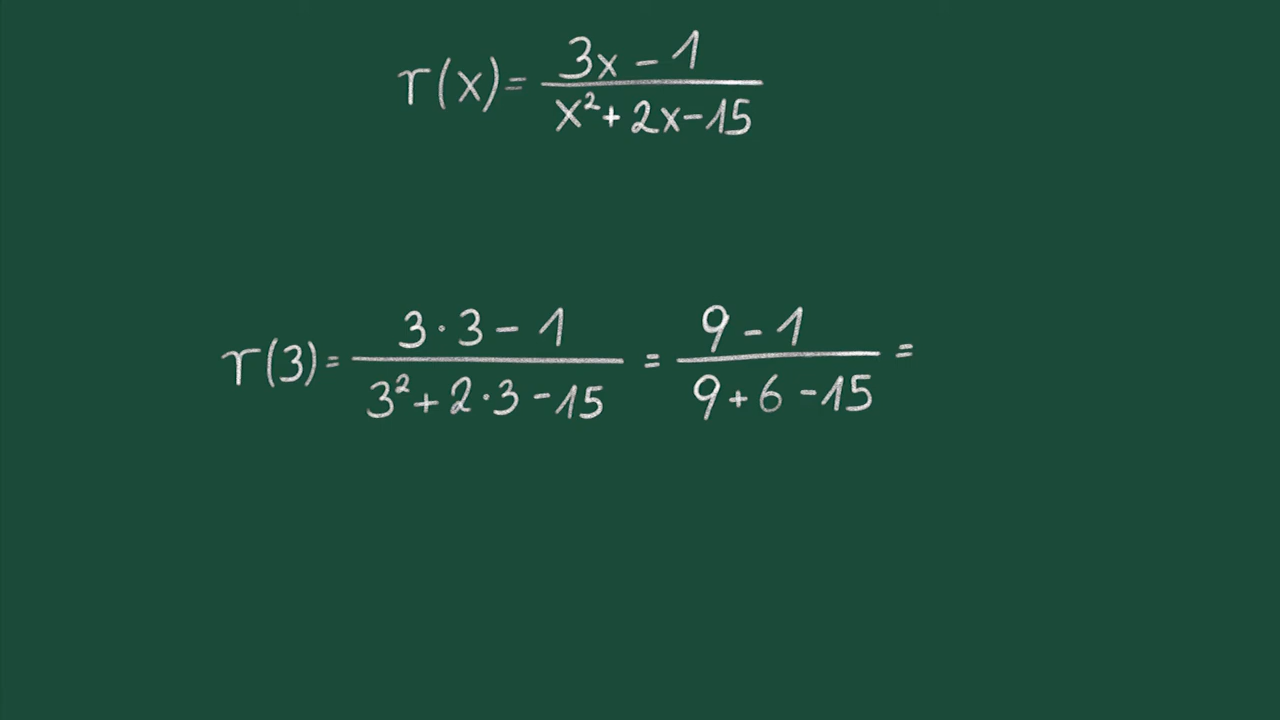 r(x)= (3x - 1)/(x² + 2x - 15)
r(3)= (3·3 - 1)/(3² + 2·3 - 15) = (9 - 1)/(9 + 6 - 15) =